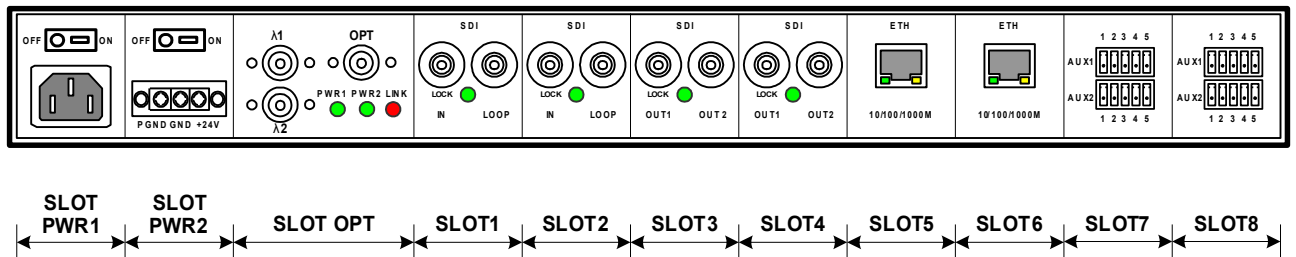 OFF ON
PGND GND +24V
OFF ON
λ1 OPT
PWR1 PWR2 LINK
λ2
SDI
LOCK
IN LOOP
SDI
LOCK
IN LOOP
SDI
LOCK
OUT1 OUT2
SDI
LOCK
OUT1 OUT2
ETH
10/100/1000M
ETH
10/100/1000M
1 2 3 4 5
AUX1
AUX2
1 2 3 4 5
1 2 3 4 5
AUX1
AUX2
1 2 3 4 5
SLOT
PWR1
SLOT
PWR2
SLOT OPT
SLOT1
SLOT2
SLOT3
SLOT4
SLOT5
SLOT6
SLOT7
SLOT8